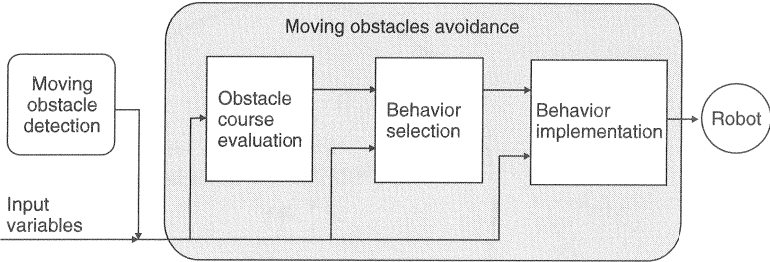 Moving obstacles avoidance
Moving
obstacle
detection
Obstacle
course
evaluation
Behavior
selection
Behavior
implementation
Robot
Input
variables